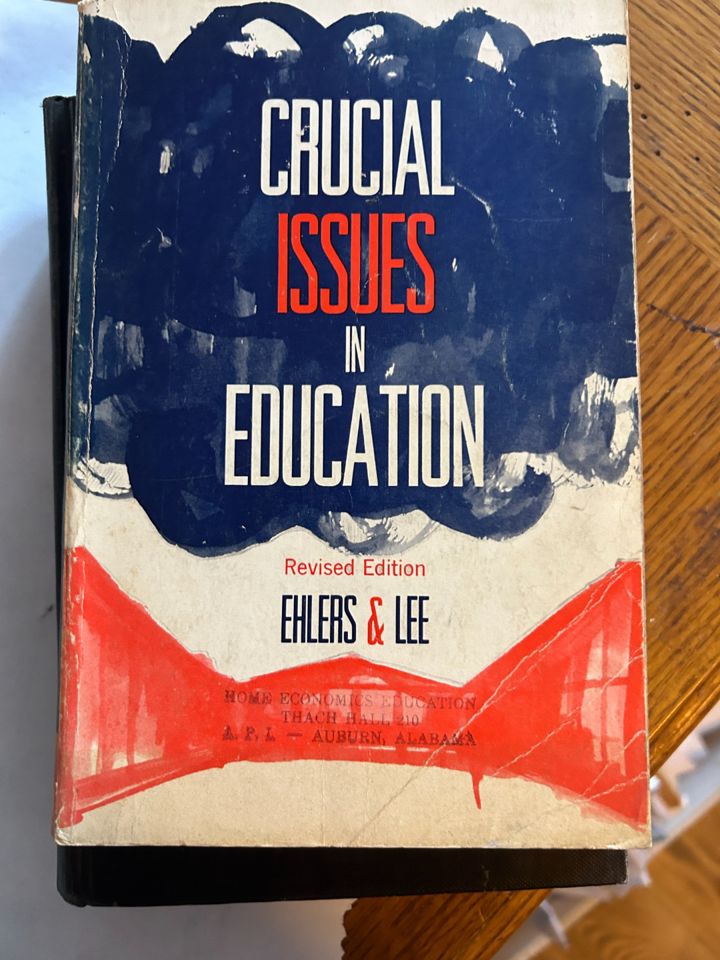 CRUCIAL
ISSUES
IN
EDUCATION
Revised Edition
EHLERS & LEE
HOME ECONOMICS EDUCATION
THACH HALL 210
A. P. I. — AUBURN, ALABAMA